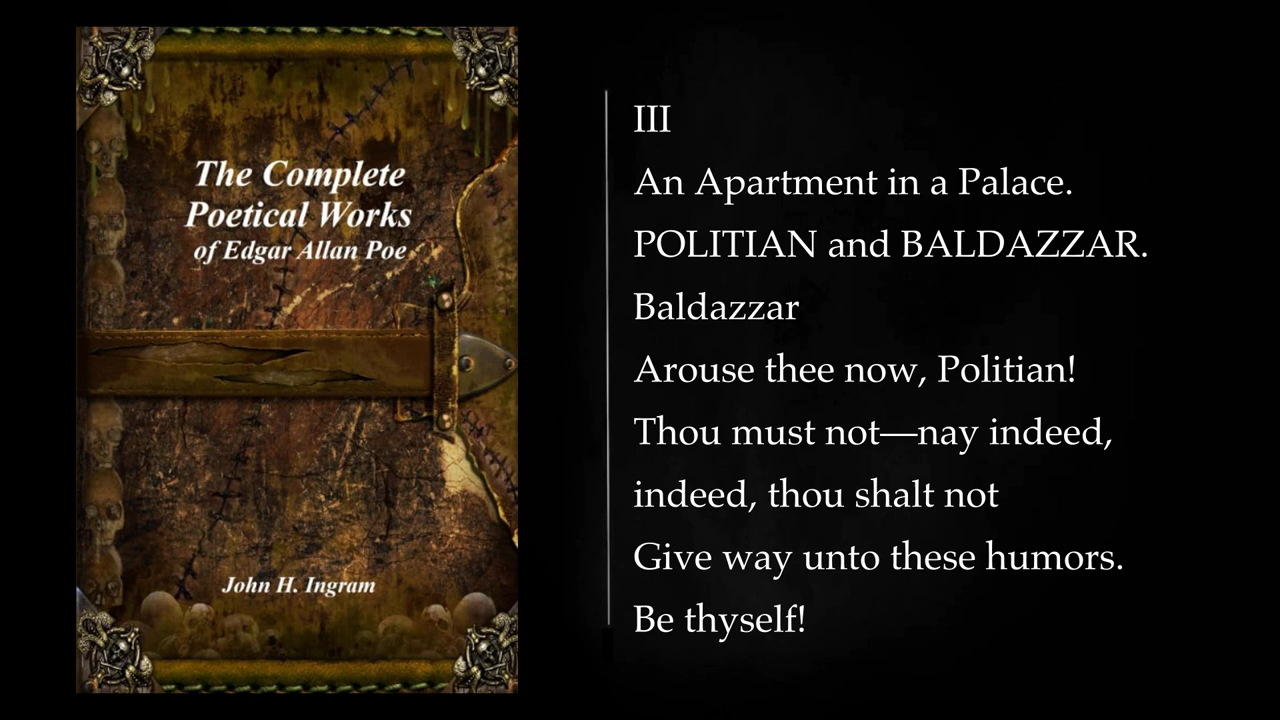 The Complete
Poetical Works
of Edgar Allan Poe
John H. Ingram
III
An Apartment in a Palace.
POLITIAN and BALDAZZAR.
Baldazzar
Arouse thee now, Politian!
Thou must not—nay indeed,
indeed, thou shalt not
Give way unto these humors.
Be thyself!